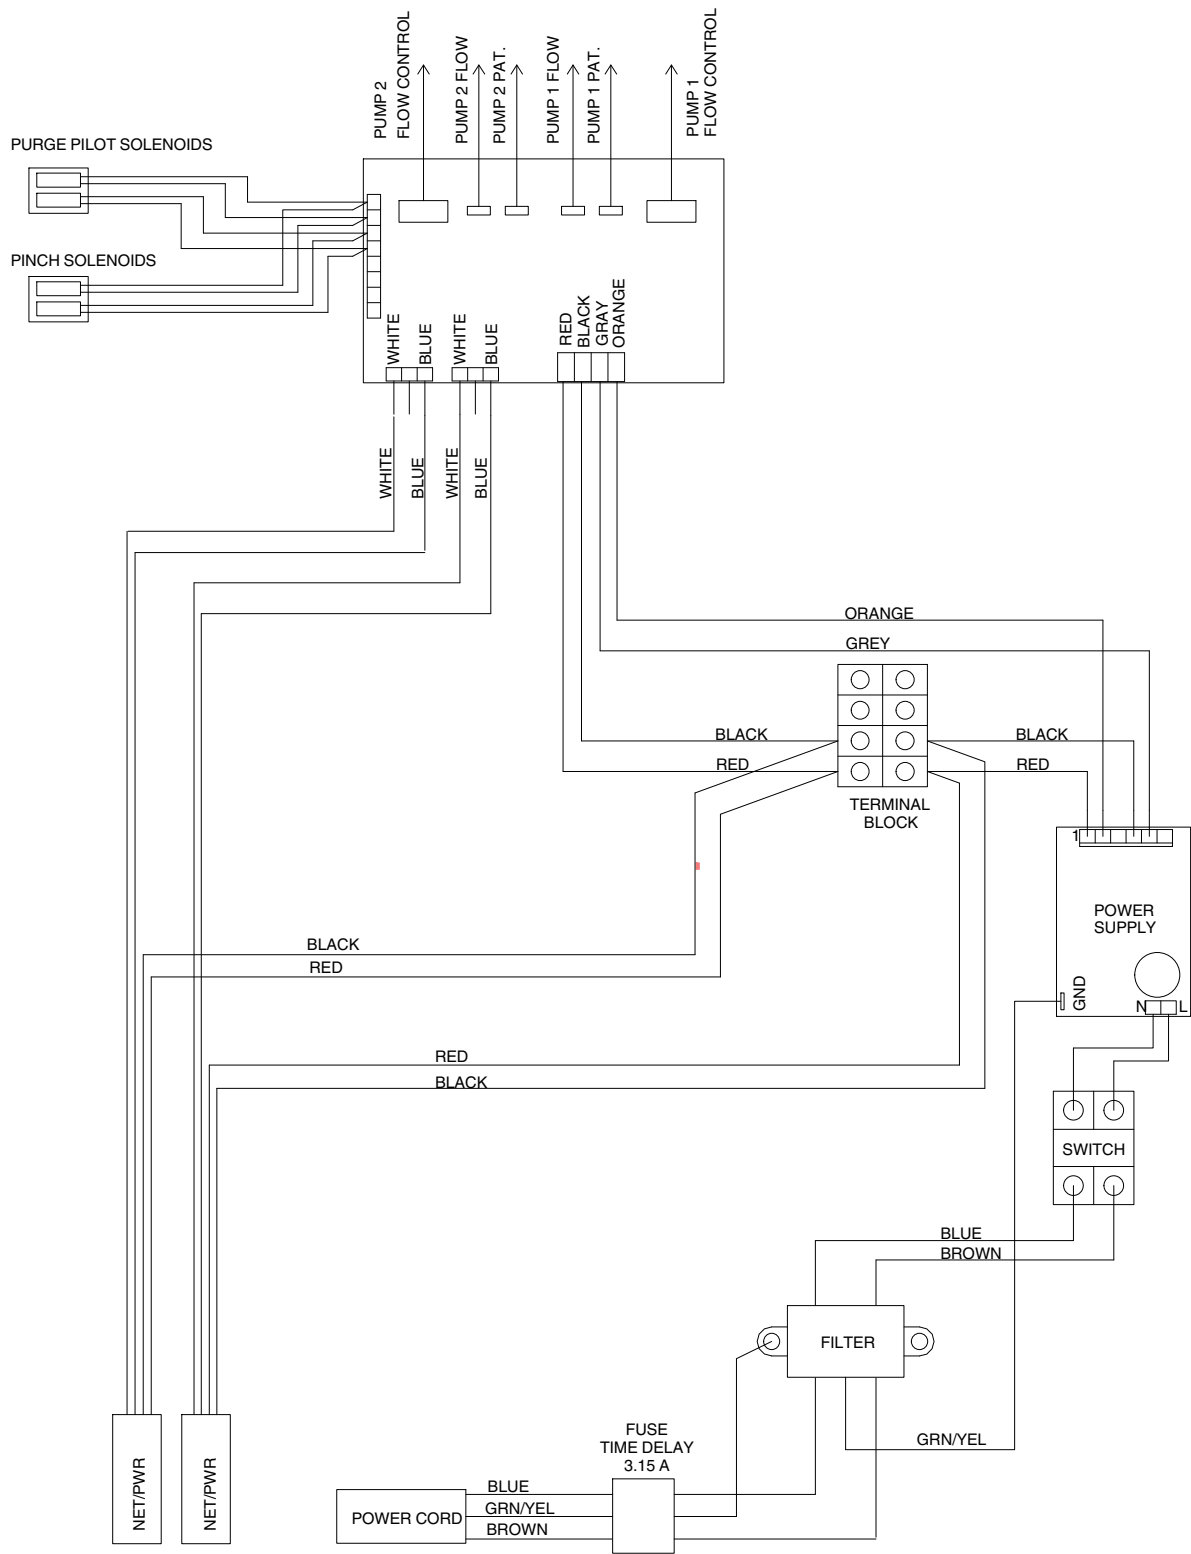 PUMP 2
FLOW CONTROL
PUMP 2 FLOW
PUMP 2 PAT.
PUMP 1 FLOW
PUMP 1 PAT.
PUMP 1
FLOW CONTROL
PURGE PILOT SOLENOIDS
PINCH SOLENOIDS
WHITE
BLUE
WHITE
BLUE
RED
BLACK
GRAY
ORANGE
WHITE
BLUE
WHITE
BLUE
ORANGE
GREY
BLACK
BLACK
RED
RED
TERMINAL
BLOCK
1
POWER
SUPPLY
GND
N
L
BLACK
RED
RED
BLACK
SWITCH
BLUE
BROWN
FILTER
GRN/YEL
FUSE
TIME DELAY
3.15 A
NET/PWR
NET/PWR
POWER CORD
BLUE
GRN/YEL
BROWN